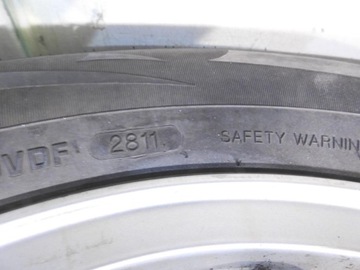 VDF 2811 SAFETY WARNIN